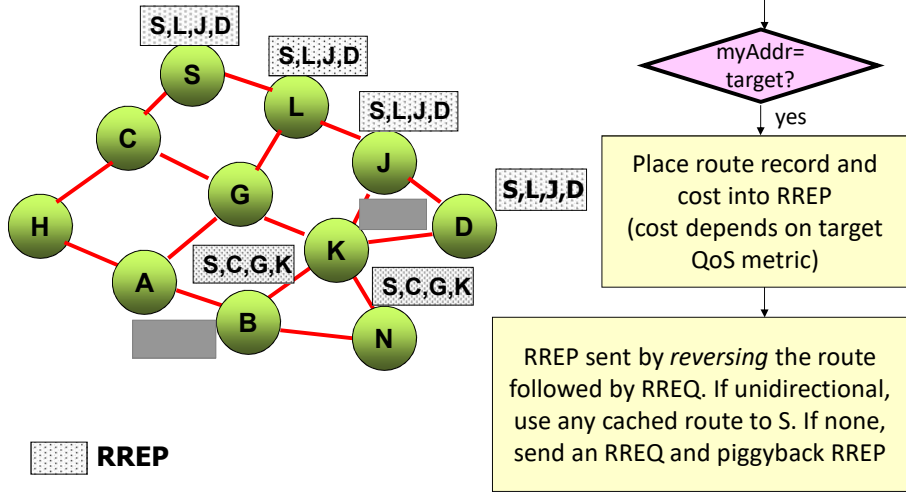 S,L,J,D
S
S,L,J,D
L
C
S,L,J,D
J
G
S,L,J,D
H
D
K
S,C,G,K
A
S,C,G,K
B
N
RREP
myAddr=
target?
yes
Place route record and
cost into RREP
(cost depends on target
QoS metric)
RREP sent by reversing the route
followed by RREQ. If unidirectional,
use any cached route to S. If none,
send an RREQ and piggyback RREP